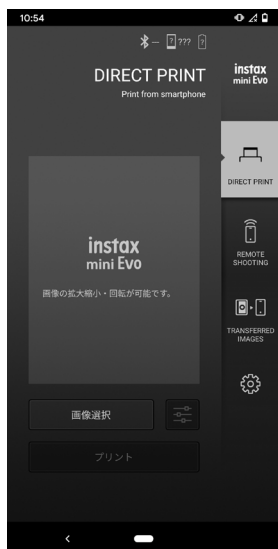 10:54
? ??? ?
DIRECT PRINT
Print from smartphone
instax
mini Evo
DIRECT PRINT
REMOTE
SHOOTING
TRANSFERRED
IMAGES
instax
mini Evo
画像の拡大縮小・回転が可能です。
画像選択
プリント